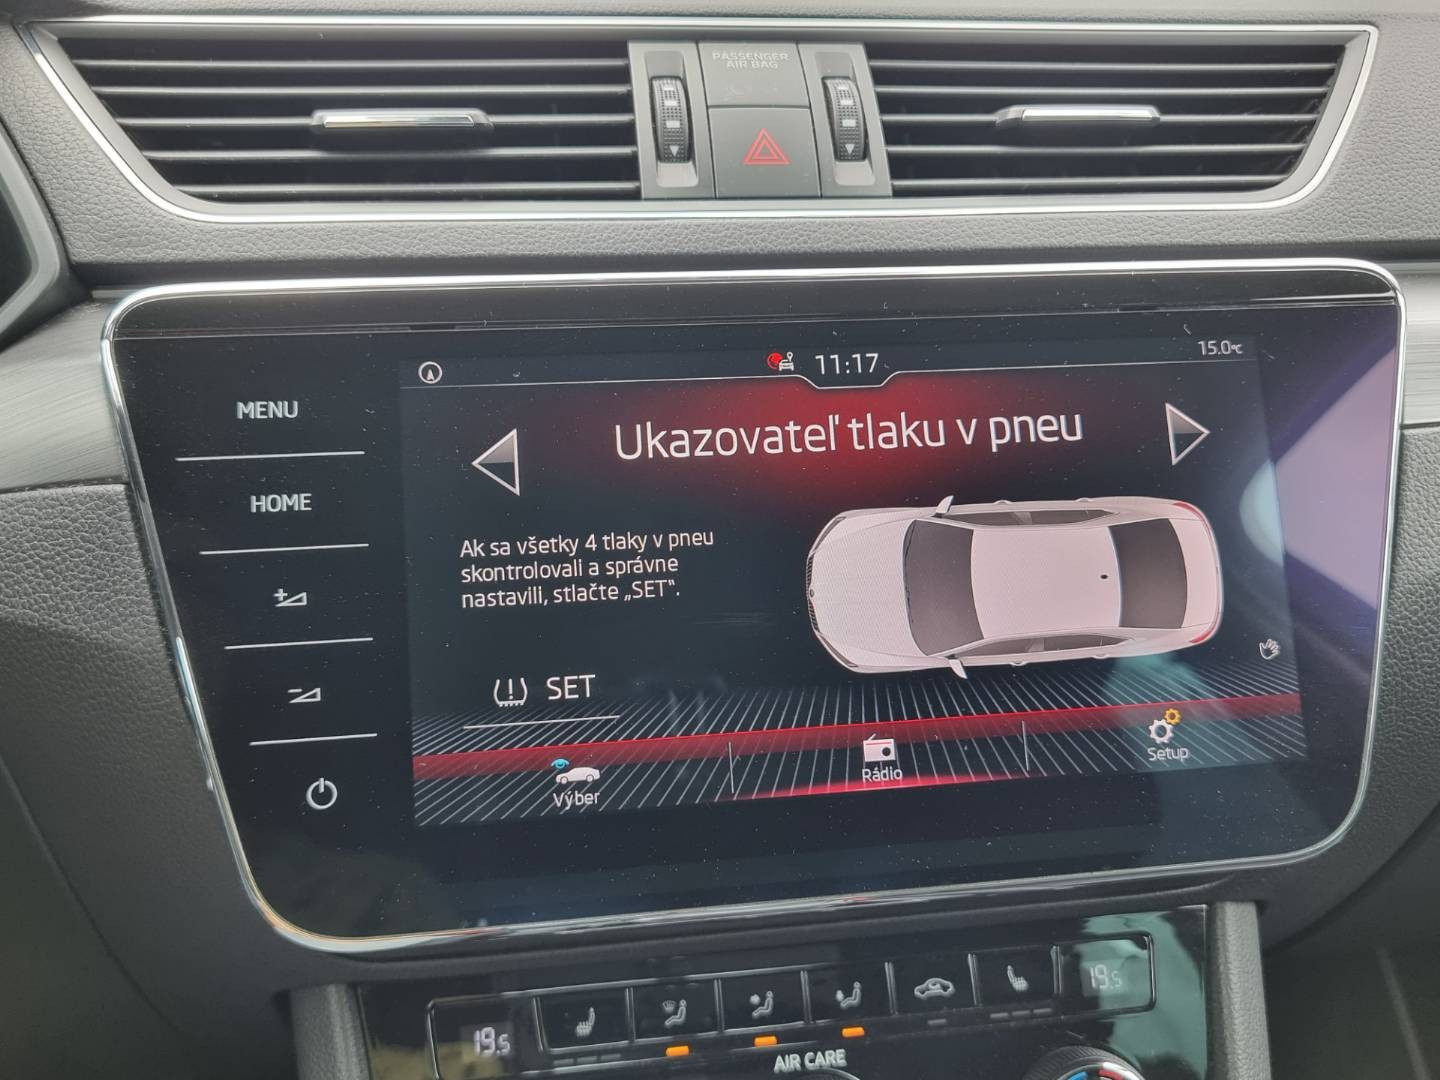 PASSENGER
AIR BAG
MENU
HOME
11:17
15.0°C
Ukazovateľ tlaku v pneu
Ak sa všetky 4 tlaky v pneu
skontrolovali a správne
nastavili, stlačte „SET“.
SET
Výber
Rádio
Setup
19.5
19.5
AIR CARE